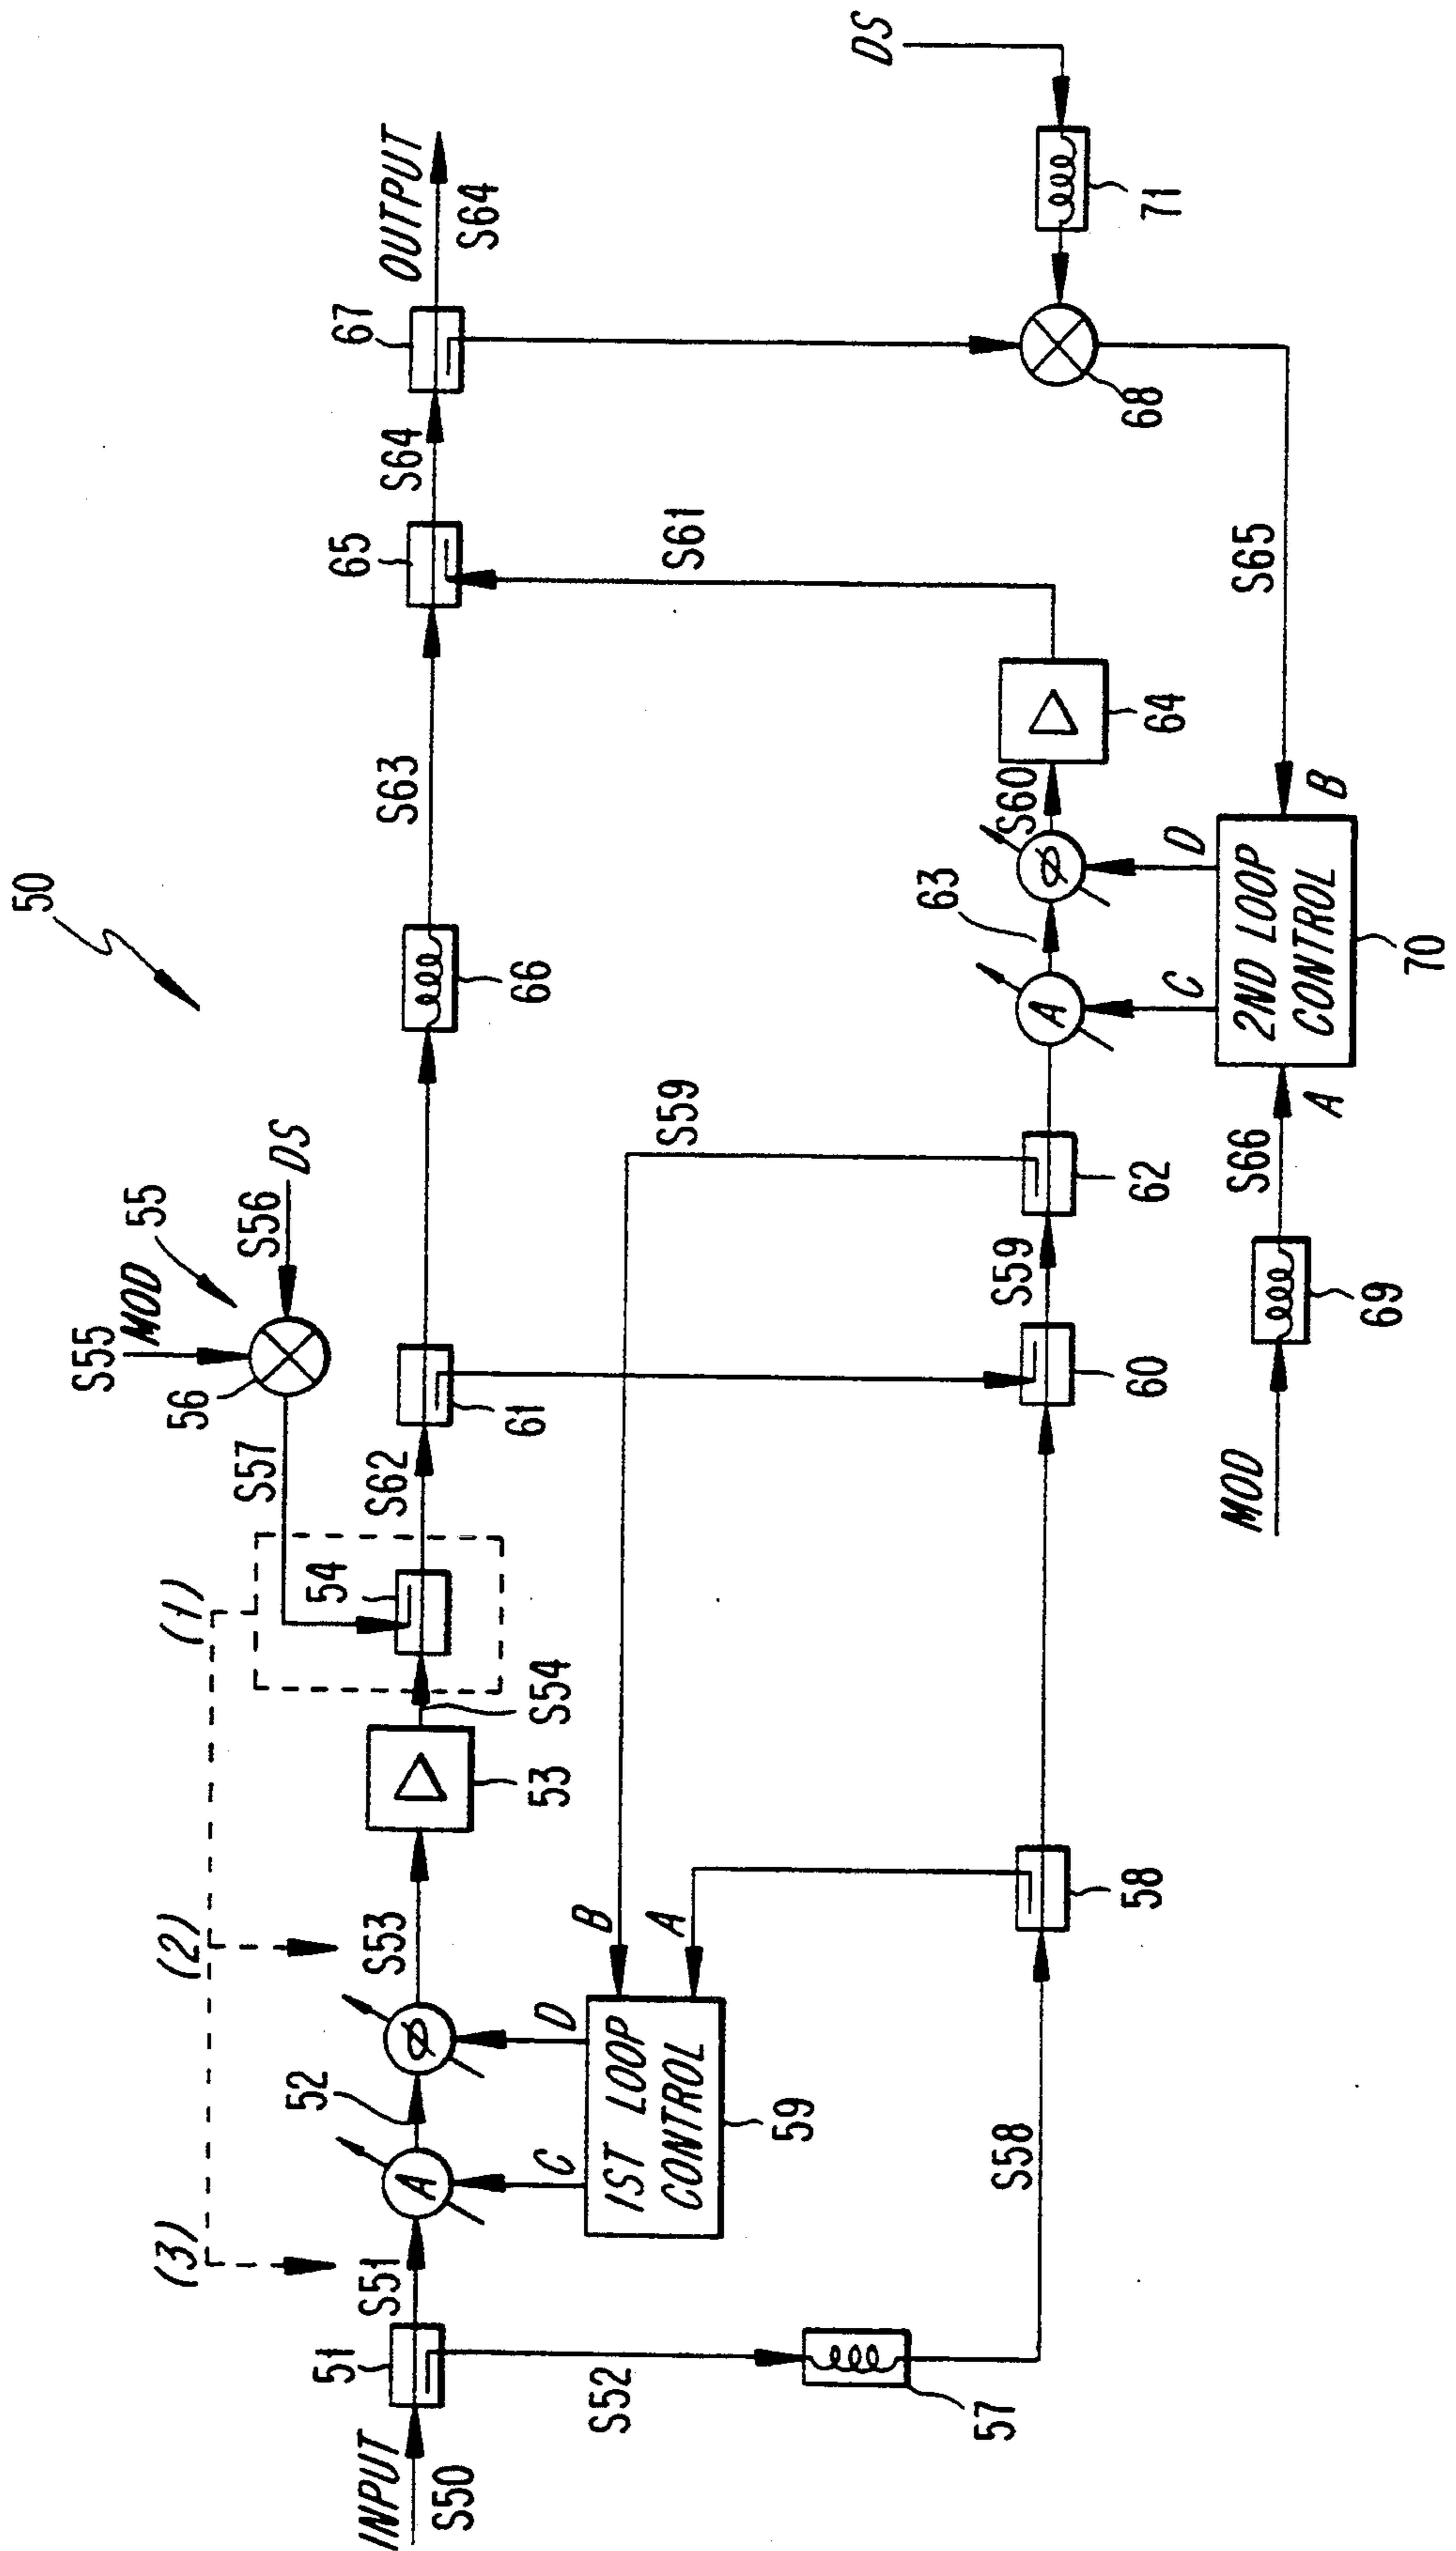 50
(3)
(2)
(1)
S55
MOD
55
S56
DS
56
S57
INPUT
S50
51
S51
A
52
Ø
S53
53
S54
54
S62
61
66
S63
65
S64
67
OUTPUT
S64
C
D
1ST LOOP
CONTROL
59
B
A
S59
S61
S52
57
S58
58
60
S59
62
A
63
Ø
S60
64
68
71
DS
C
D
2ND LOOP
CONTROL
70
A
B
MOD
69
S66
S65